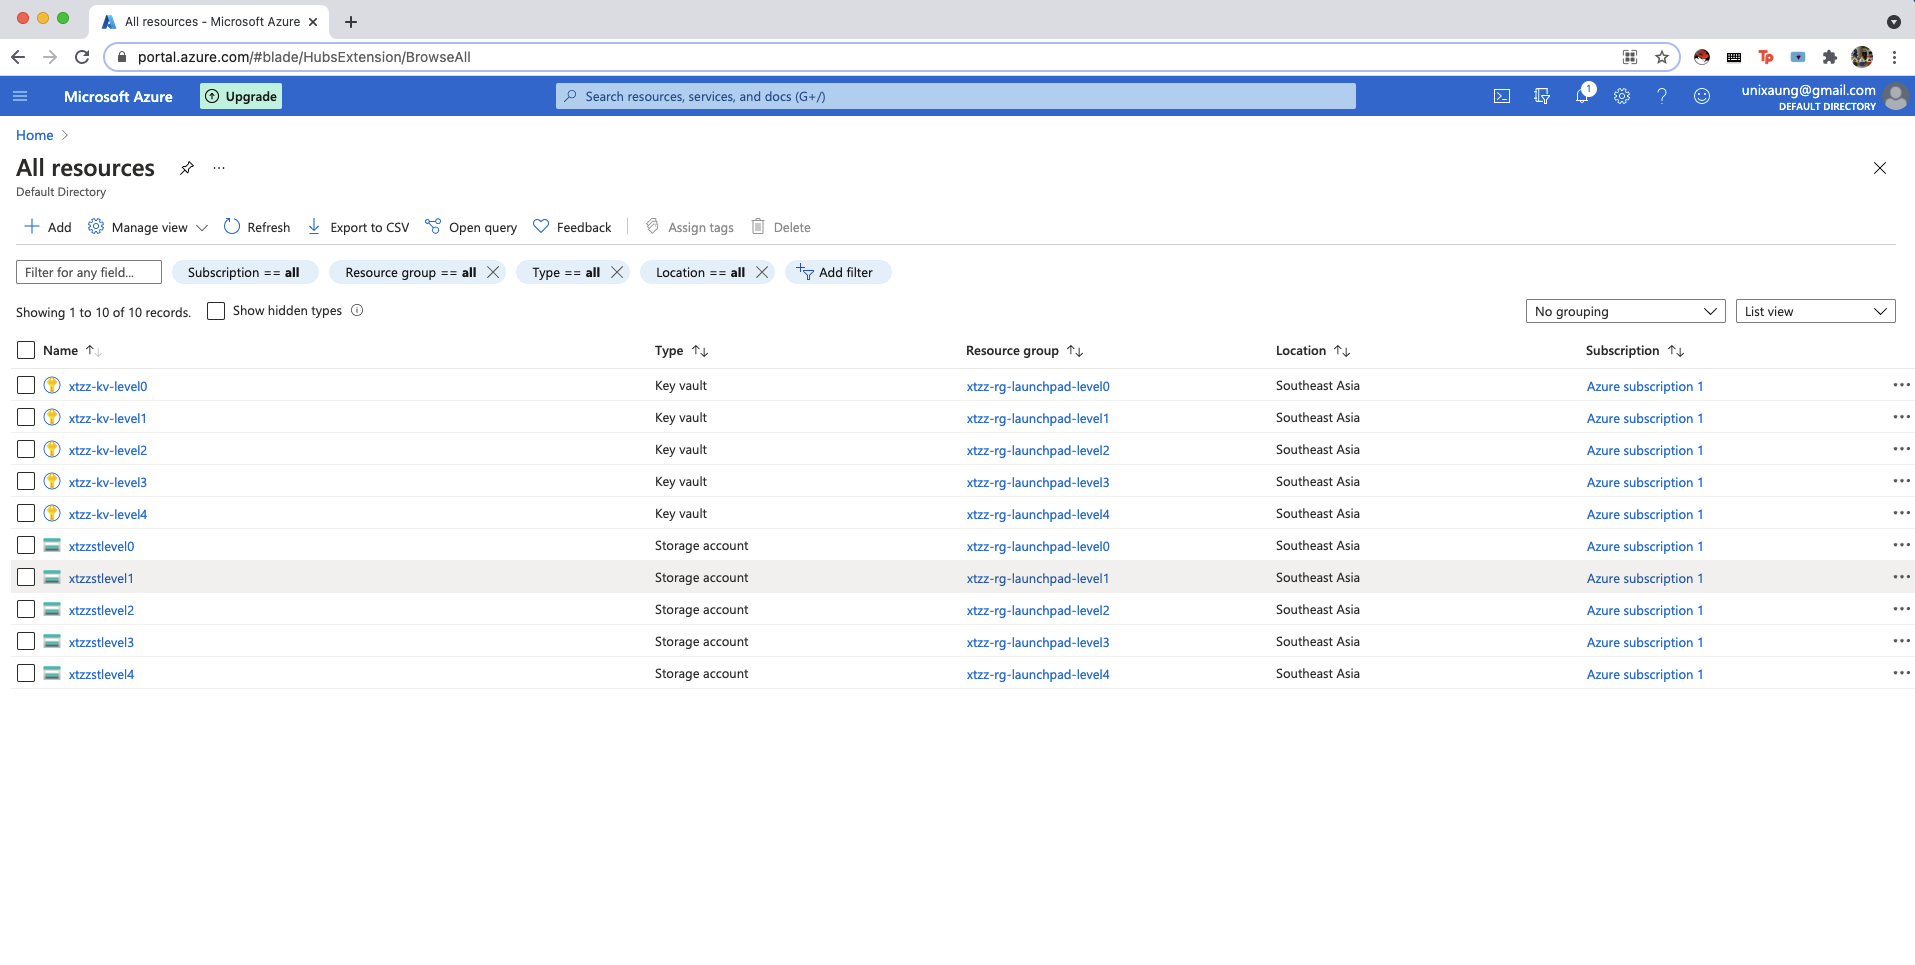 All resources - Microsoft Azure
portal.azure.com/#blade/HubsExtension/BrowseAll
Tp
Microsoft Azure Upgrade Search resources, services, and docs (G+/) 1 unixaung@gmail.com
DEFAULT DIRECTORY
Home
All resources
Default Directory
Add Manage view Refresh Export to CSV Open query Feedback Assign tags Delete
Filter for any field... Subscription == all Resource group == all Type == all Location == all Add filter
Showing 1 to 10 of 10 records. Show hidden types No grouping List view
Name Type Resource group Location Subscription
xtzz-kv-level0 Key vault xtzz-rg-launchpad-level0 Southeast Asia Azure subscription 1
xtzz-kv-level1 Key vault xtzz-rg-launchpad-level1 Southeast Asia Azure subscription 1
xtzz-kv-level2 Key vault xtzz-rg-launchpad-level2 Southeast Asia Azure subscription 1
xtzz-kv-level3 Key vault xtzz-rg-launchpad-level3 Southeast Asia Azure subscription 1
xtzz-kv-level4 Key vault xtzz-rg-launchpad-level4 Southeast Asia Azure subscription 1
xtzzstlevel0 Storage account xtzz-rg-launchpad-level0 Southeast Asia Azure subscription 1
xtzzstlevel1 Storage account xtzz-rg-launchpad-level1 Southeast Asia Azure subscription 1
xtzzstlevel2 Storage account xtzz-rg-launchpad-level2 Southeast Asia Azure subscription 1
xtzzstlevel3 Storage account xtzz-rg-launchpad-level3 Southeast Asia Azure subscription 1
xtzzstlevel4 Storage account xtzz-rg-launchpad-level4 Southeast Asia Azure subscription 1